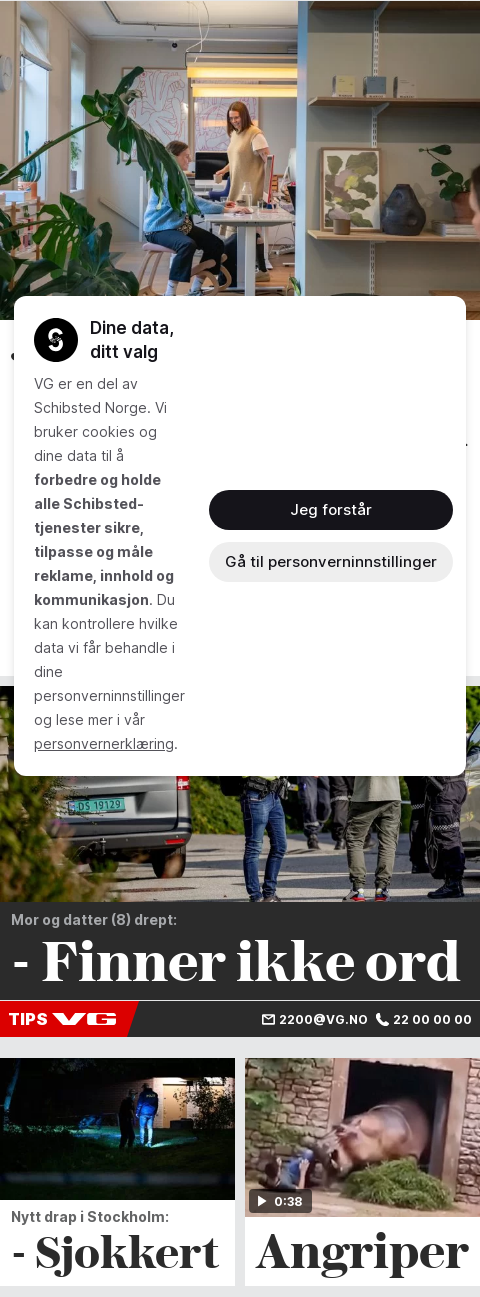 Dine data,
ditt valg
VG er en del av
Schibsted Norge. Vi
bruker cookies og
dine data til å
forbedre og holde
alle Schibsted-
tjenester sikre,
tilpasse og måle
reklame, innhold og
kommunikasjon. Du
kan kontrollere hvilke
data vi får behandle i
dine
personverninnstillinger
og lese mer i vår
personvernerklæring.
Jeg forstår
Gå til personverninnstillinger
DS 19129
Mor og datter (8) drept:
- Finner ikke ord
TIPS VG
2200@VG.NO 22 00 00 00
Nytt drap i Stockholm:
- Sjokkert
0:38
Angriper